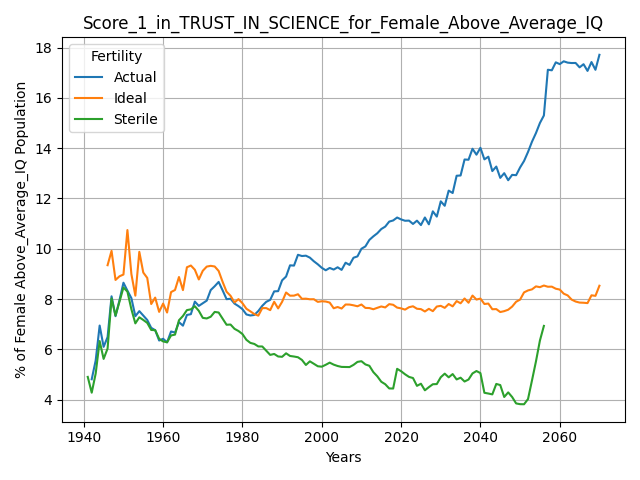 Score_1_in_TRUST_IN_SCIENCE_for_Female_Above_Average_IQ
% of Female Above_Average_IQ Population
18
16
14
12
10
8
6
4
Fertility
Actual
Ideal
Sterile
1940 1960 1980 2000 2020 2040 2060
Years